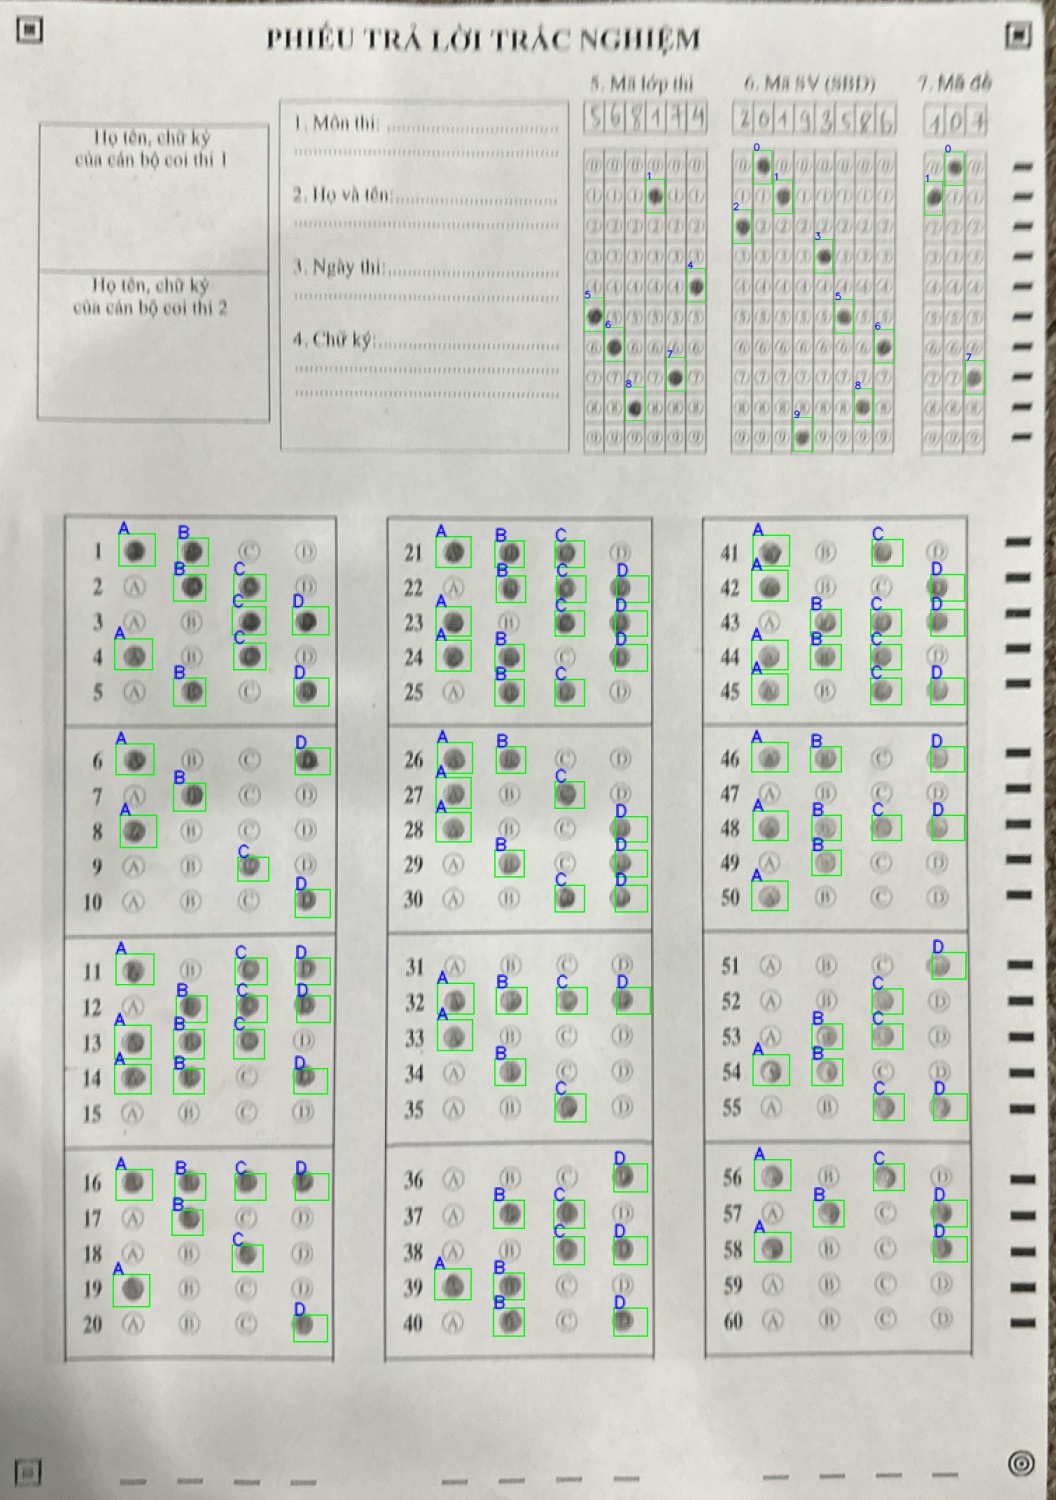 PHIẾU TRẢ LỜI TRẮC NGHIỆM
5. Mã lớp thi
6. Mã SV (SBD)
7. Mã đề
5 6 8 1 7 4
2 0 1 9 3 5 8 6
1 0 7
Họ tên, chữ ký
của cán bộ coi thi 1
Họ tên, chữ ký
của cán bộ coi thi 2
1. Môn thi:
2. Họ và tên:
3. Ngày thi:
4. Chữ ký:
1 A B C D
2 A B C D
3 A B C D
4 A B C D
5 A B C D
6 A B C D
7 A B C D
8 A B C D
9 A B C D
10 A B C D
11 A B C D
12 A B C D
13 A B C D
14 A B C D
15 A B C D
16 A B C D
17 A B C D
18 A B C D
19 A B C D
20 A B C D
21 A B C D
22 A B C D
23 A B C D
24 A B C D
25 A B C D
26 A B C D
27 A B C D
28 A B C D
29 A B C D
30 A B C D
31 A B C D
32 A B C D
33 A B C D
34 A B C D
35 A B C D
36 A B C D
37 A B C D
38 A B C D
39 A B C D
40 A B C D
41 A B C D
42 A B C D
43 A B C D
44 A B C D
45 A B C D
46 A B C D
47 A B C D
48 A B C D
49 A B C D
50 A B C D
51 A B C D
52 A B C D
53 A B C D
54 A B C D
55 A B C D
56 A B C D
57 A B C D
58 A B C D
59 A B C D
60 A B C D